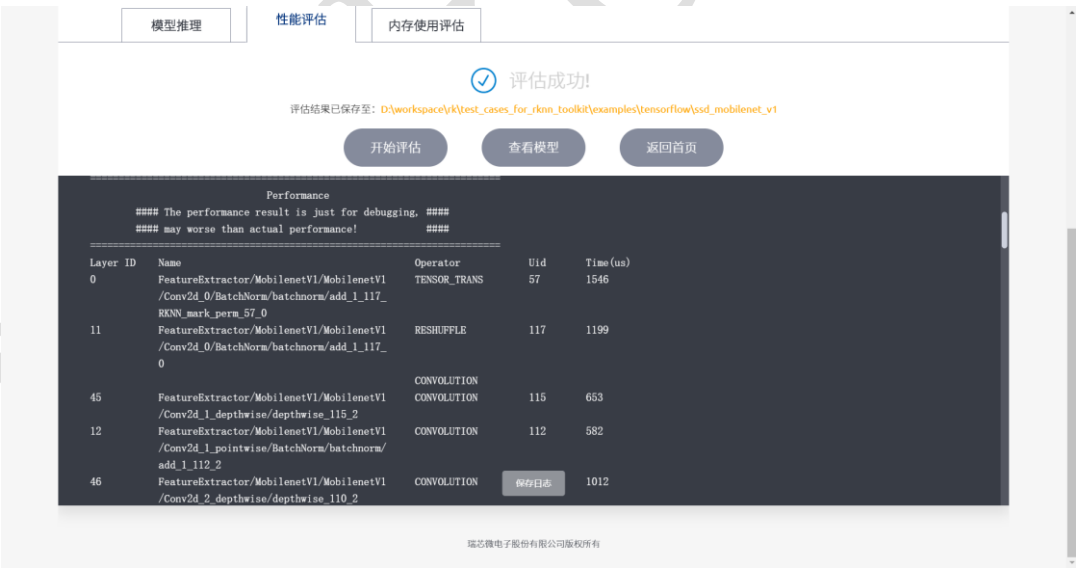 模型推理 性能评估 内存使用评估
评估成功!
评估结果已保存至: D:\workspace\rk\test_cases_for_rknn_toolkit\examples\tensorflow\ssd_mobilenet_v1
开始评估 查看模型 返回首页
========================================================================
Performance
#### The performance result is just for debugging, ####
#### may worse than actual performance! ####
========================================================================
Layer ID Name Operator Uid Time(us)
0 FeatureExtractor/MobilenetV1/MobilenetV1 TENSOR_TRANS 57 1546
/Conv2d_0/BatchNorm/batchnorm/add_1_117_
RKNN_mark_perm_57_0
11 FeatureExtractor/MobilenetV1/MobilenetV1 RESHUFFLE 117 1199
/Conv2d_0/BatchNorm/batchnorm/add_1_117_
0
CONVOLUTION
45 FeatureExtractor/MobilenetV1/MobilenetV1 CONVOLUTION 115 653
/Conv2d_1_depthwise/depthwise_115_2
12 FeatureExtractor/MobilenetV1/MobilenetV1 CONVOLUTION 112 582
/Conv2d_1_pointwise/BatchNorm/batchnorm/
add_1_112_2
46 FeatureExtractor/MobilenetV1/MobilenetV1 CONVOLUTION 1012
/Conv2d_2_depthwise/depthwise_110_2
保存日志
瑞芯微电子股份有限公司版权所有